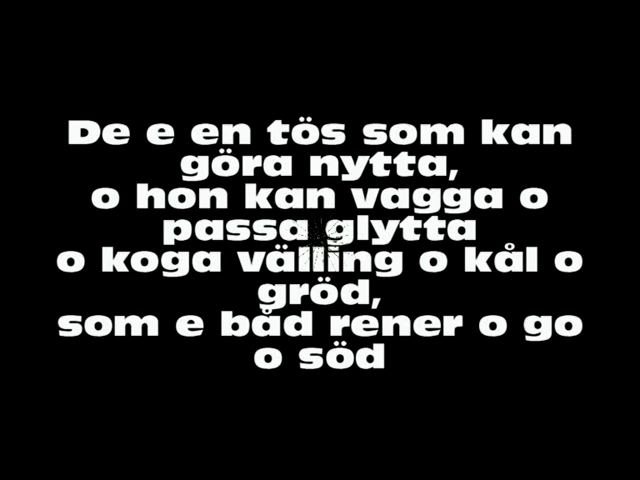 De e en tös som kan
göra nytta,
o hon kan vagga o
passa glytta
o koga välling o kål o
gröd,
som e båd rener o go
o söd